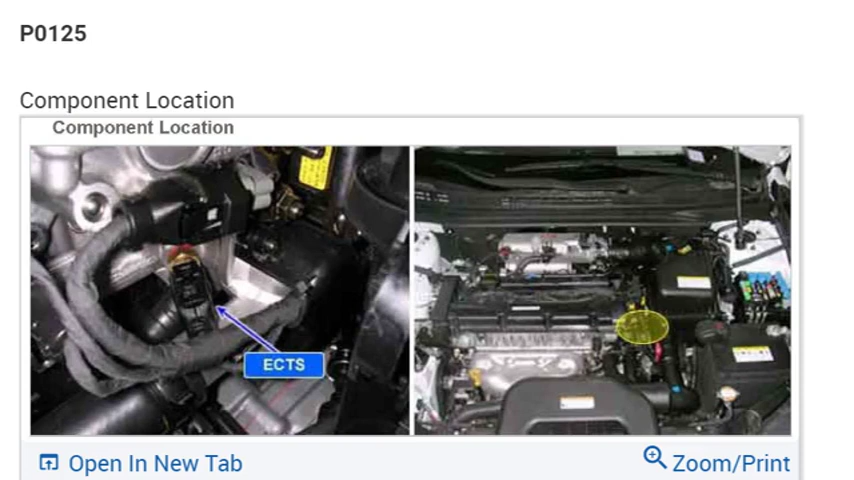 P0125
Component Location
Component Location
ECTS
Open In New Tab
Zoom/Print